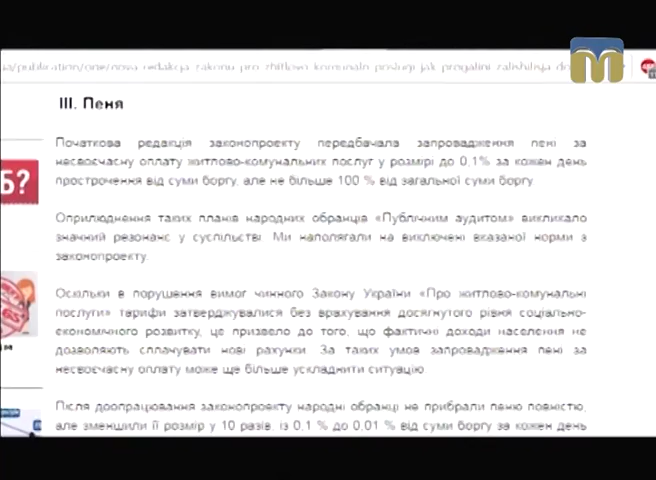 ІІІ. Пеня
Початкова редакція законопроекту передбачала запровадження пені за
несвоєчасну оплату житлово-комунальних послуг у розмірі до 0,1% за кожен день
прострочення від суми боргу, але не більше 100 % від загальної суми боргу
Оприлюднення таких планів народних обранців «Публічним аудитом» викликало
значний резонанс у суспільстві. Ми наполягали на виключені вказаної норми з
законопроекту.
Б?
Оскільки в порушення вимог чинного Закону України «Про житлово-комунальні
послуги» тарифи затверджувалися без врахування досягнутого рівня соціально-
економічного розвитку, це призвело до того, що фактичні доходи населення не
дозволяють сплачувати нові рахунки. За таких умов запровадження пені за
несвоєчасну оплату може ще більше ускладнити ситуацію
Після доопрацювання законопроекту народні обранці не прибрали пеню повністю,
але зменшили її розмір у 10 разів, із 0,1 % до 0,01 % від суми боргу за кожен день